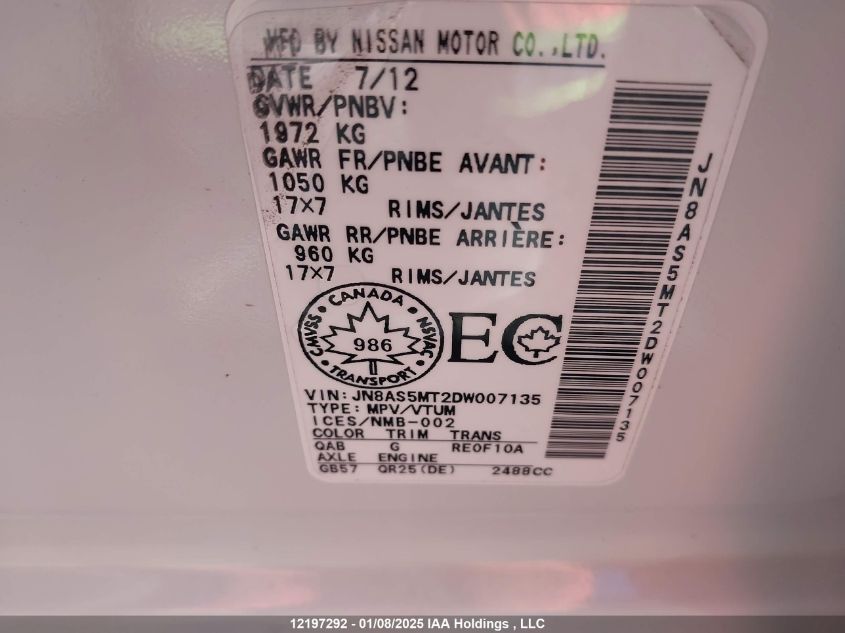 MFD BY NISSAN MOTOR CO.,LTD.
DATE 7/12
GVWR/PNBV:
1972 KG
GAWR FR/PNBE AVANT:
1050 KG
17×7 RIMS/JANTES
GAWR RR/PNBE ARRIÈRE:
960 KG
17×7 RIMS/JANTES
CANADA
CMVSS NSVAC
986
TRANSPORT
EC
VIN: JN8AS5MT2DW007135
TYPE: MPV/VTUM
ICES/NMB-002
COLOR TRIM TRANS
QAB G RE0F10A
AXLE ENGINE
GB57 QR25(DE) 2488CC
JN8AS5MT2DW007135
12197292 - 01/08/2025 IAA Holdings , LLC